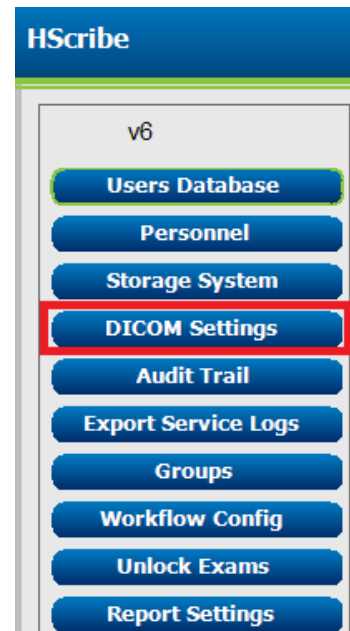 HScribe
v6
Users Database
Personnel
Storage System
DICOM Settings
Audit Trail
Export Service Logs
Groups
Workflow Config
Unlock Exams
Report Settings